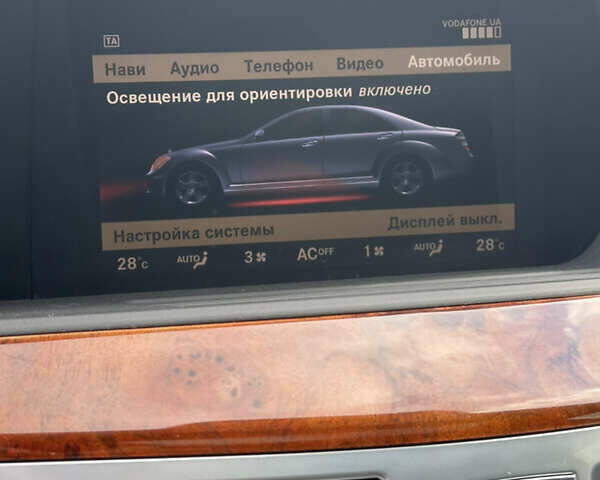 VODAFONE UA
TA
Нави Аудио Телефон Видео Автомобиль
Освещение для ориентировки включено
Настройка системы Дисплей выкл.
28°C AUTO 3 AC OFF 1 AUTO 28°C